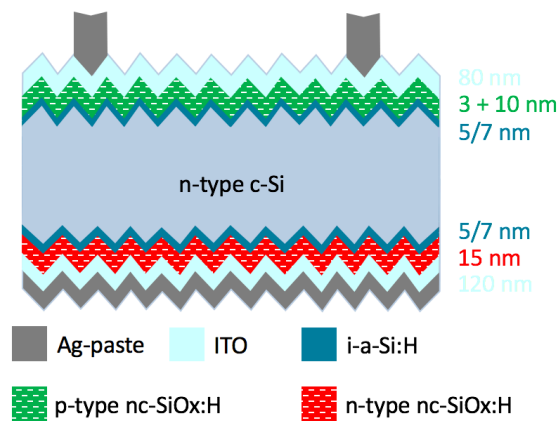 80 nm
3 + 10 nm
5/7 nm
n-type c-Si
5/7 nm
15 nm
120 nm
Ag-paste
ITO
i-a-Si:H
p-type nc-SiOx:H
n-type nc-SiOx:H